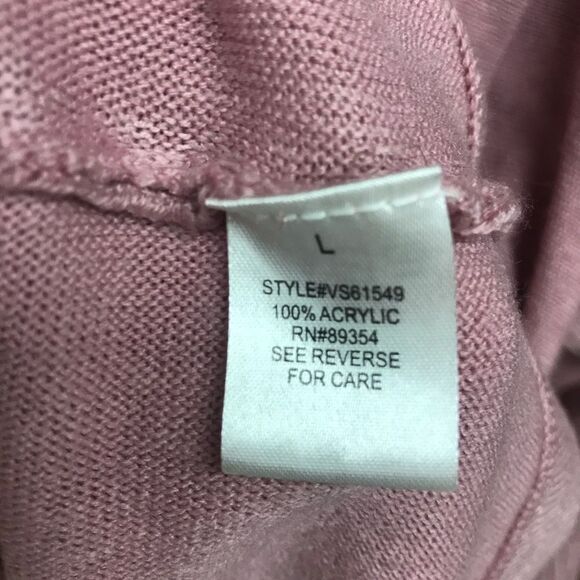 L
STYLE#VS61549
100% ACRYLIC
RN#89354
SEE REVERSE
FOR CARE